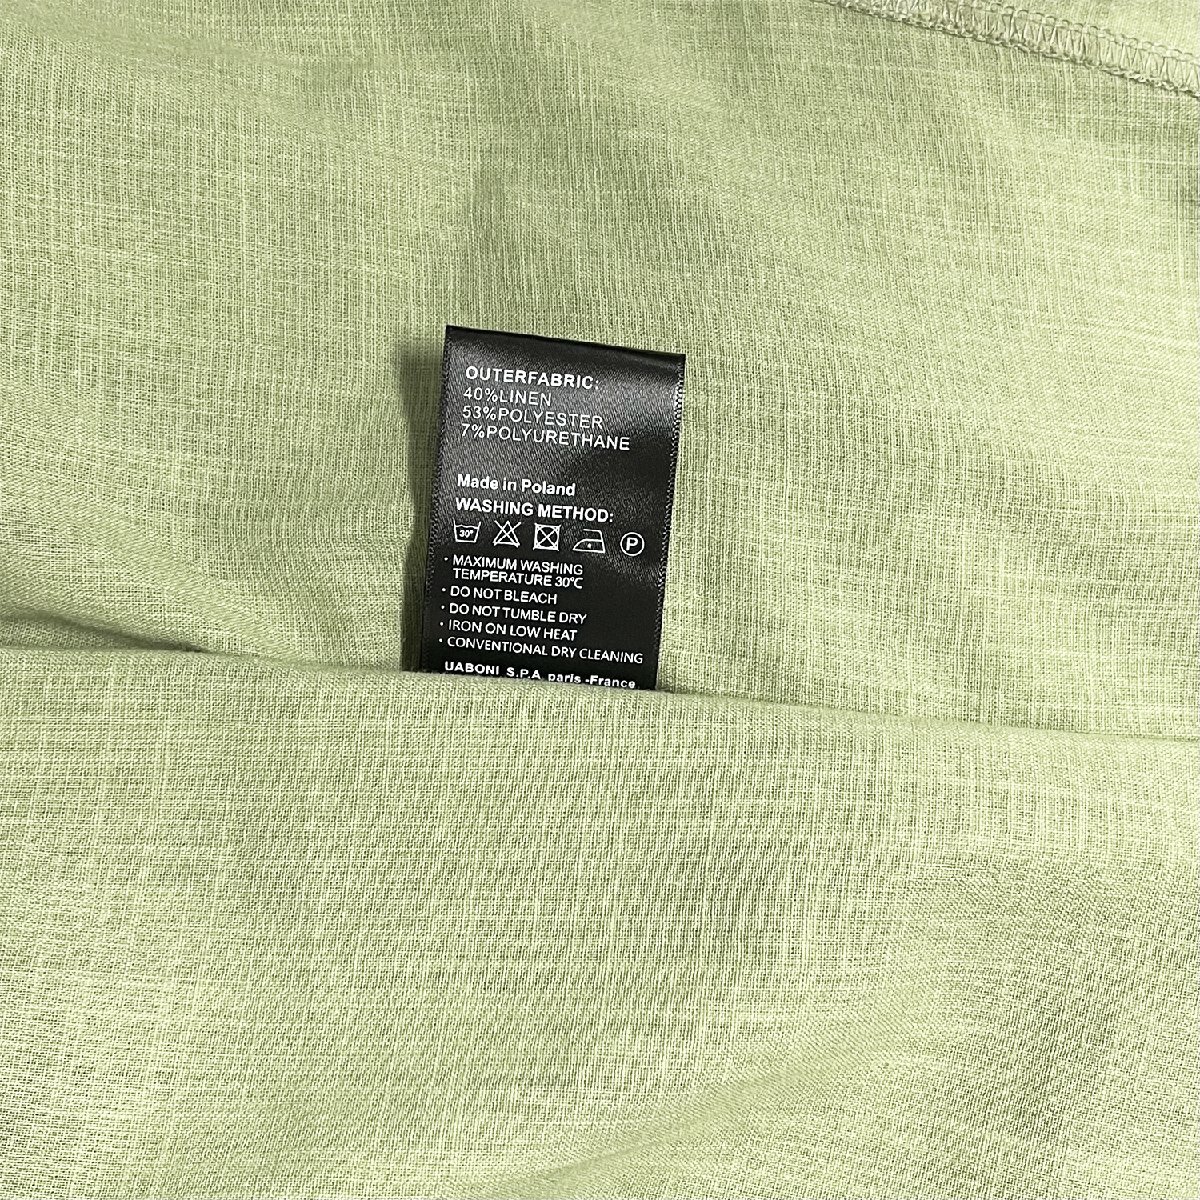 OUTERFABRIC:
40%LINEN
53%POLYESTER
7%POLYURETHANE
Made in Poland
WASHING METHOD:
30° P
· MAXIMUM WASHING
TEMPERATURE 30℃
· DO NOT BLEACH
· DO NOT TUMBLE DRY
· IRON ON LOW HEAT
· CONVENTIONAL DRY CLEANING
UABONI S.P.A paris -France